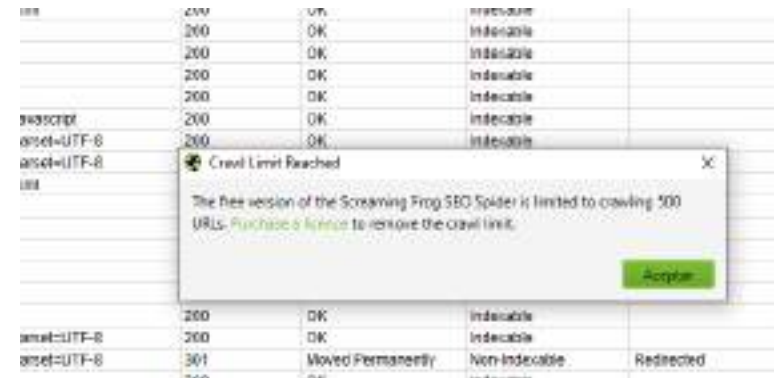 200 OK Indexable
200 OK Indexable
200 OK Indexable
200 OK Indexable
200 OK Indexable
avascript 200 OK Indexable
arset=UTF-8 200 OK Indexable
arset=UTF-8
Crawl Limit Reached
The free version of the Screaming Frog SEO Spider is limited to crawling 500
URLs. Purchase a licence to remove the crawl limit.
Aceptar
200 OK Indexable
arset=UTF-8 200 OK Indexable
arset=UTF-8 301 Moved Permanently Non-Indexable Redirected